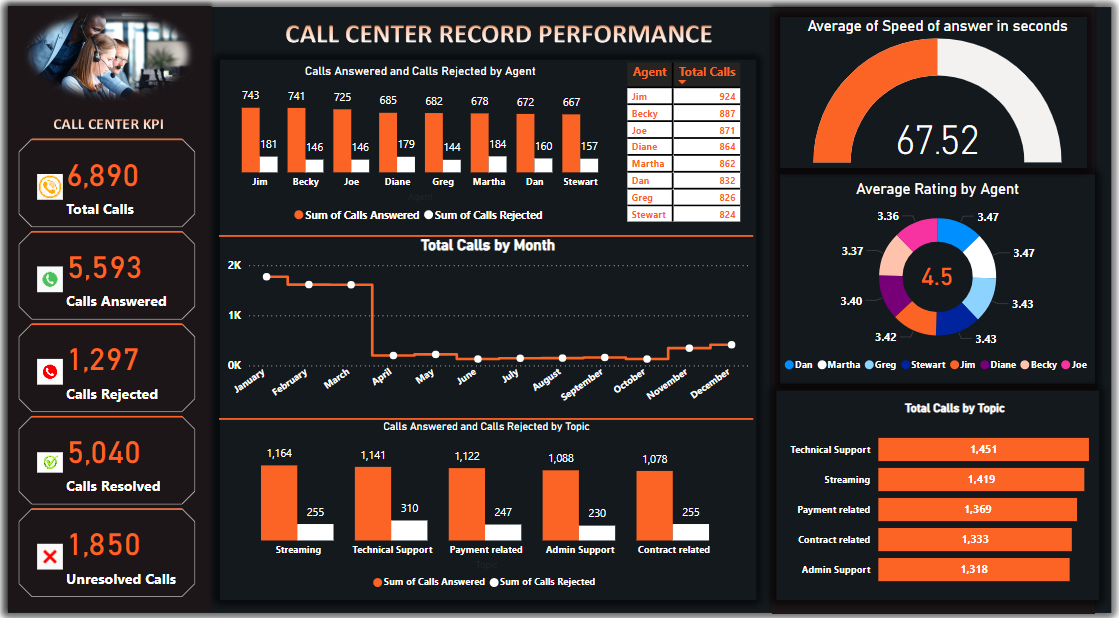 CALL CENTER RECORD PERFORMANCE
CALL CENTER KPI
6,890
Total Calls
5,593
Calls Answered
1,297
Calls Rejected
5,040
Calls Resolved
1,850
Unresolved Calls
Calls Answered and Calls Rejected by Agent
743 741 725 685 682 678 672 667
181 146 146 179 144 184 160 157
Jim Becky Joe Diane Greg Martha Dan Stewart
Agent
Sum of Calls Answered Sum of Calls Rejected
Agent Total Calls
Jim 924
Becky 887
Joe 871
Diane 864
Martha 862
Dan 832
Greg 826
Stewart 824
Total Calls by Month
2K
1K
0K
January February March April May June July August September October November December
Calls Answered and Calls Rejected by Topic
1,164 1,141 1,122 1,088 1,078
255 310 247 230 255
Streaming Technical Support Payment related Admin Support Contract related
Topic
Sum of Calls Answered Sum of Calls Rejected
Average of Speed of answer in seconds
67.52
Average Rating by Agent
3.36 3.47
3.37 3.47
4.5
3.40 3.43
3.42 3.43
Dan Martha Greg Stewart Jim Diane Becky Joe
Total Calls by Topic
Technical Support 1,451
Streaming 1,419
Payment related 1,369
Contract related 1,333
Admin Support 1,318